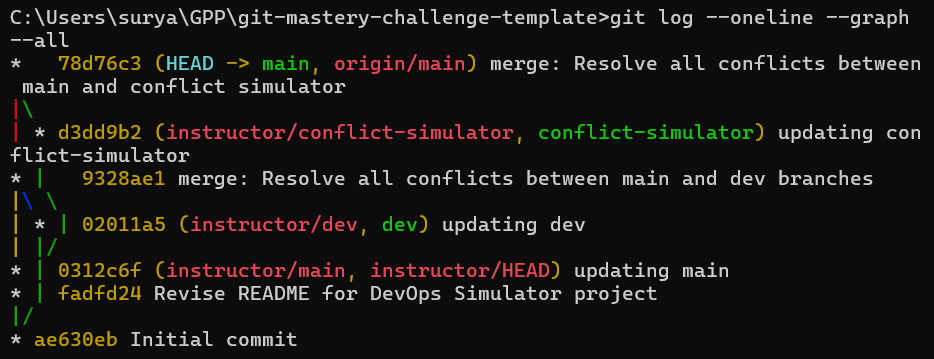 C:\Users\surya\GPP\git-mastery-challenge-template>git log --oneline --graph
--all
*   78d76c3 (HEAD -> main, origin/main) merge: Resolve all conflicts between
 main and conflict simulator
|\
| * d3dd9b2 (instructor/conflict-simulator, conflict-simulator) updating con
flict-simulator
* |   9328ae1 merge: Resolve all conflicts between main and dev branches
|\ \
| * | 02011a5 (instructor/dev, dev) updating dev
| |/
* | 0312c6f (instructor/main, instructor/HEAD) updating main
* | fadfd24 Revise README for DevOps Simulator project
|/
* ae630eb Initial commit